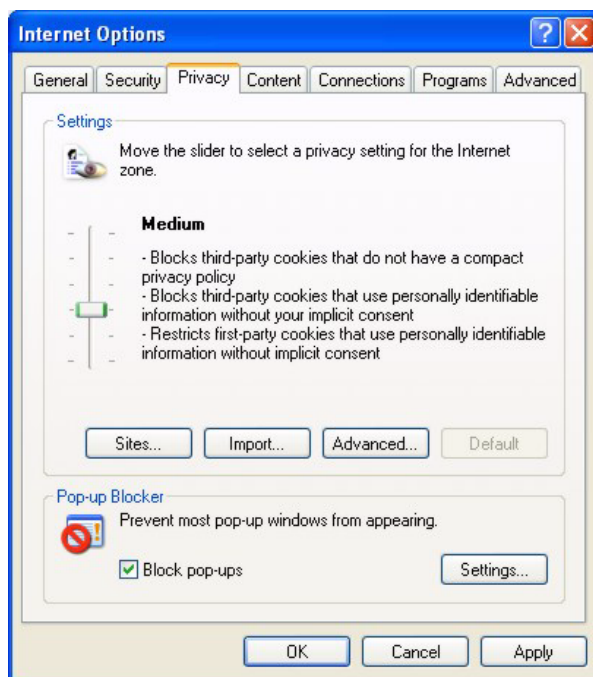 Internet Options
General Security Privacy Content Connections Programs Advanced
Settings
Move the slider to select a privacy setting for the Internet
zone.
Medium
- Blocks third-party cookies that do not have a compact
privacy policy
- Blocks third-party cookies that use personally identifiable
information without your implicit consent
- Restricts first-party cookies that use personally identifiable
information without implicit consent
Sites... Import... Advanced... Default
Pop-up Blocker
Prevent most pop-up windows from appearing.
Block pop-ups Settings...
OK Cancel Apply